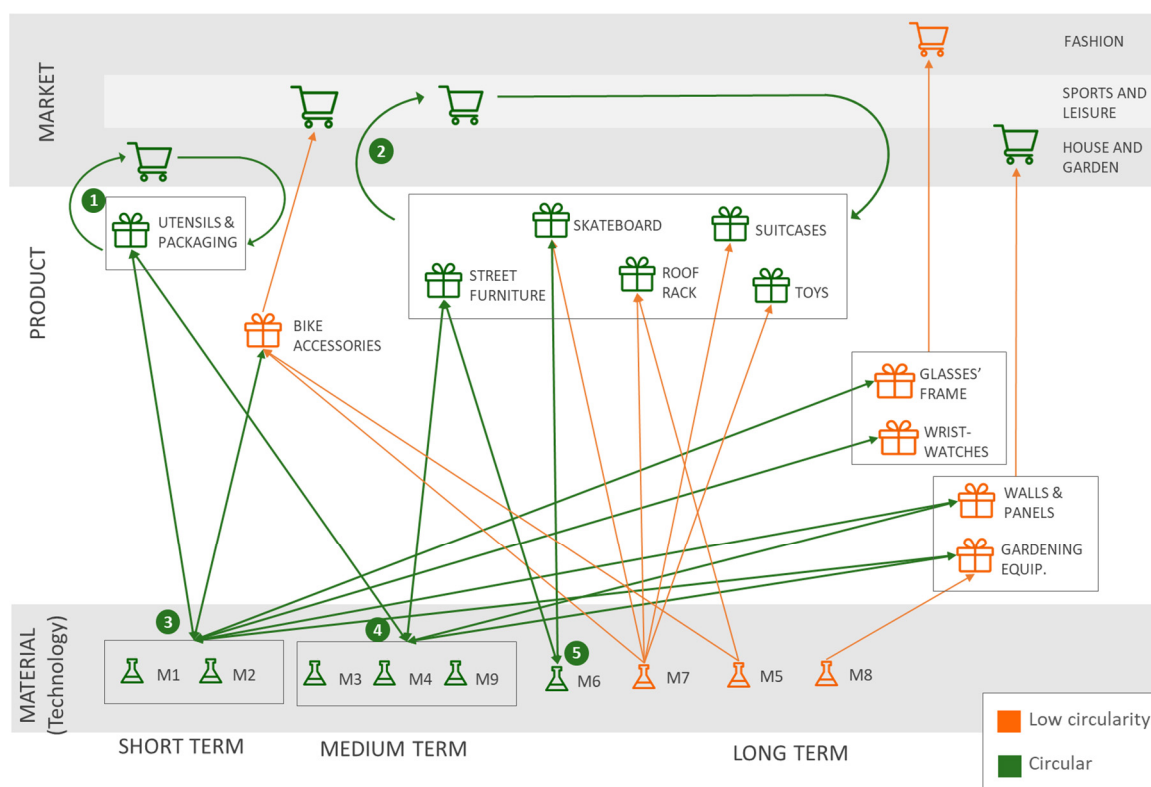 MARKET
FASHION
SPORTS AND
LEISURE
HOUSE AND
GARDEN
2
1
PRODUCT
UTENSILS &
PACKAGING
SKATEBOARD
SUITCASES
STREET
FURNITURE
ROOF
RACK
TOYS
BIKE
ACCESSORIES
GLASSES'
FRAME
WRIST-
WATCHES
WALLS &
PANELS
GARDENING
EQUIP.
MATERIAL
(Technology)
3
4
5
M1
M2
M3
M4
M9
M6
M7
M5
M8
SHORT TERM
MEDIUM TERM
LONG TERM
Low circularity
Circular